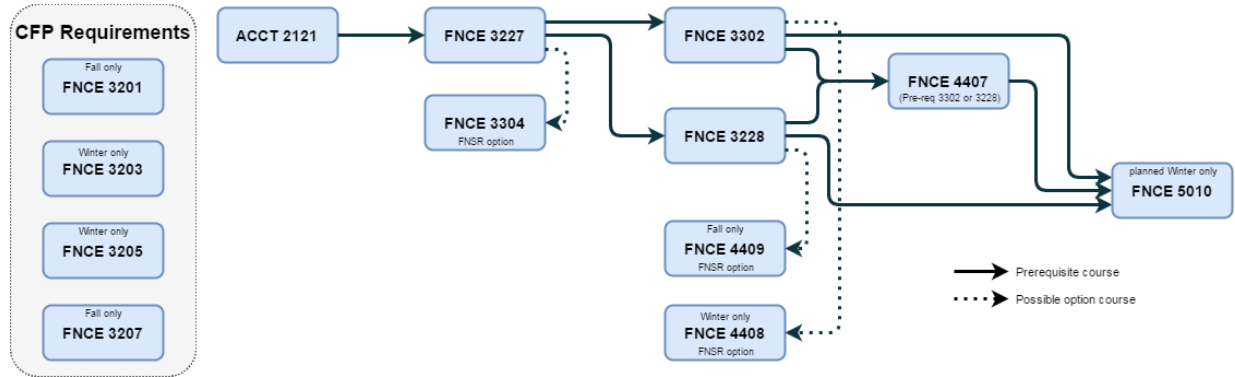 CFP Requirements
Fall only
FNCE 3201
Winter only
FNCE 3203
Winter only
FNCE 3205
Fall only
FNCE 3207
ACCT 2121
FNCE 3227
FNCE 3304
FNSR option
FNCE 3302
FNCE 3228
Fall only
FNCE 4409
FNSR option
Winter only
FNCE 4408
FNSR option
FNCE 4407
(Pre-req 3302 or 3228)
planned Winter only
FNCE 5010
Prerequisite course
Possible option course